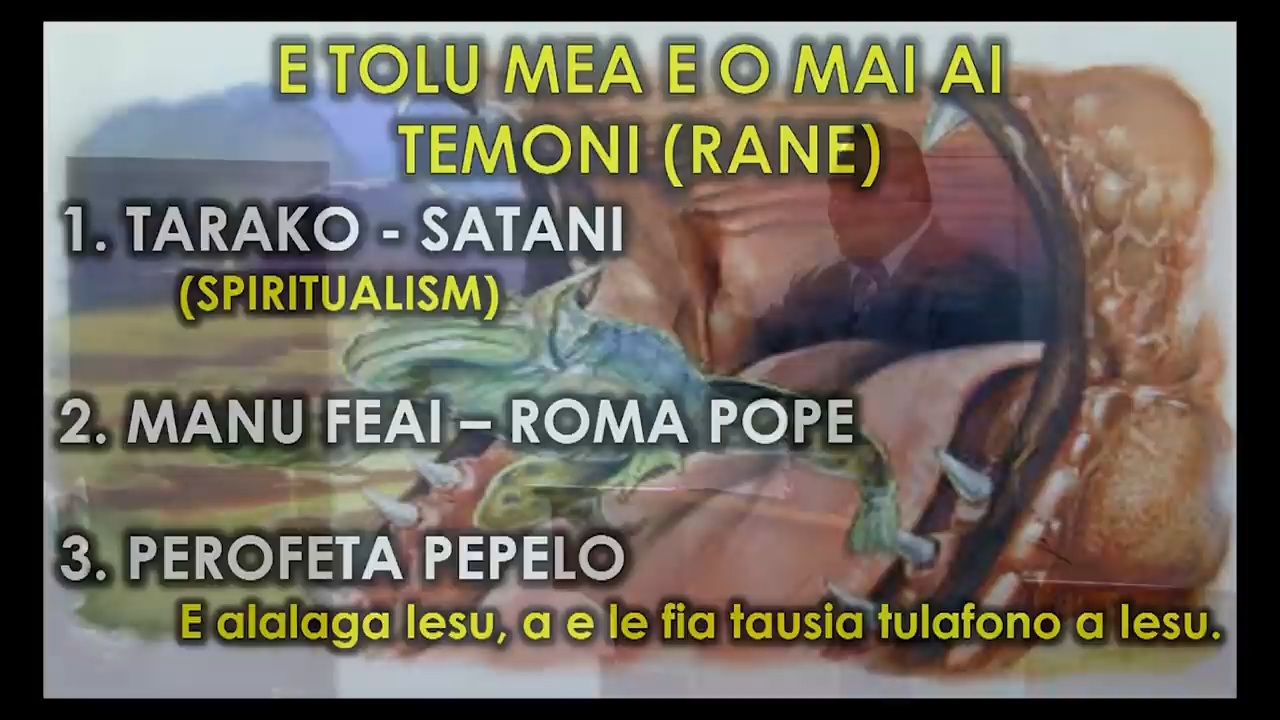 E TOLU MEA E O MAI AI
TEMONI (RANE)
1. TARAKO - SATANI
(SPIRITUALISM)
2. MANU FEAI – ROMA POPE
3. PEROFETA PEPELO
E alalaga Iesu, a e le fia tausia tulafono a Iesu.